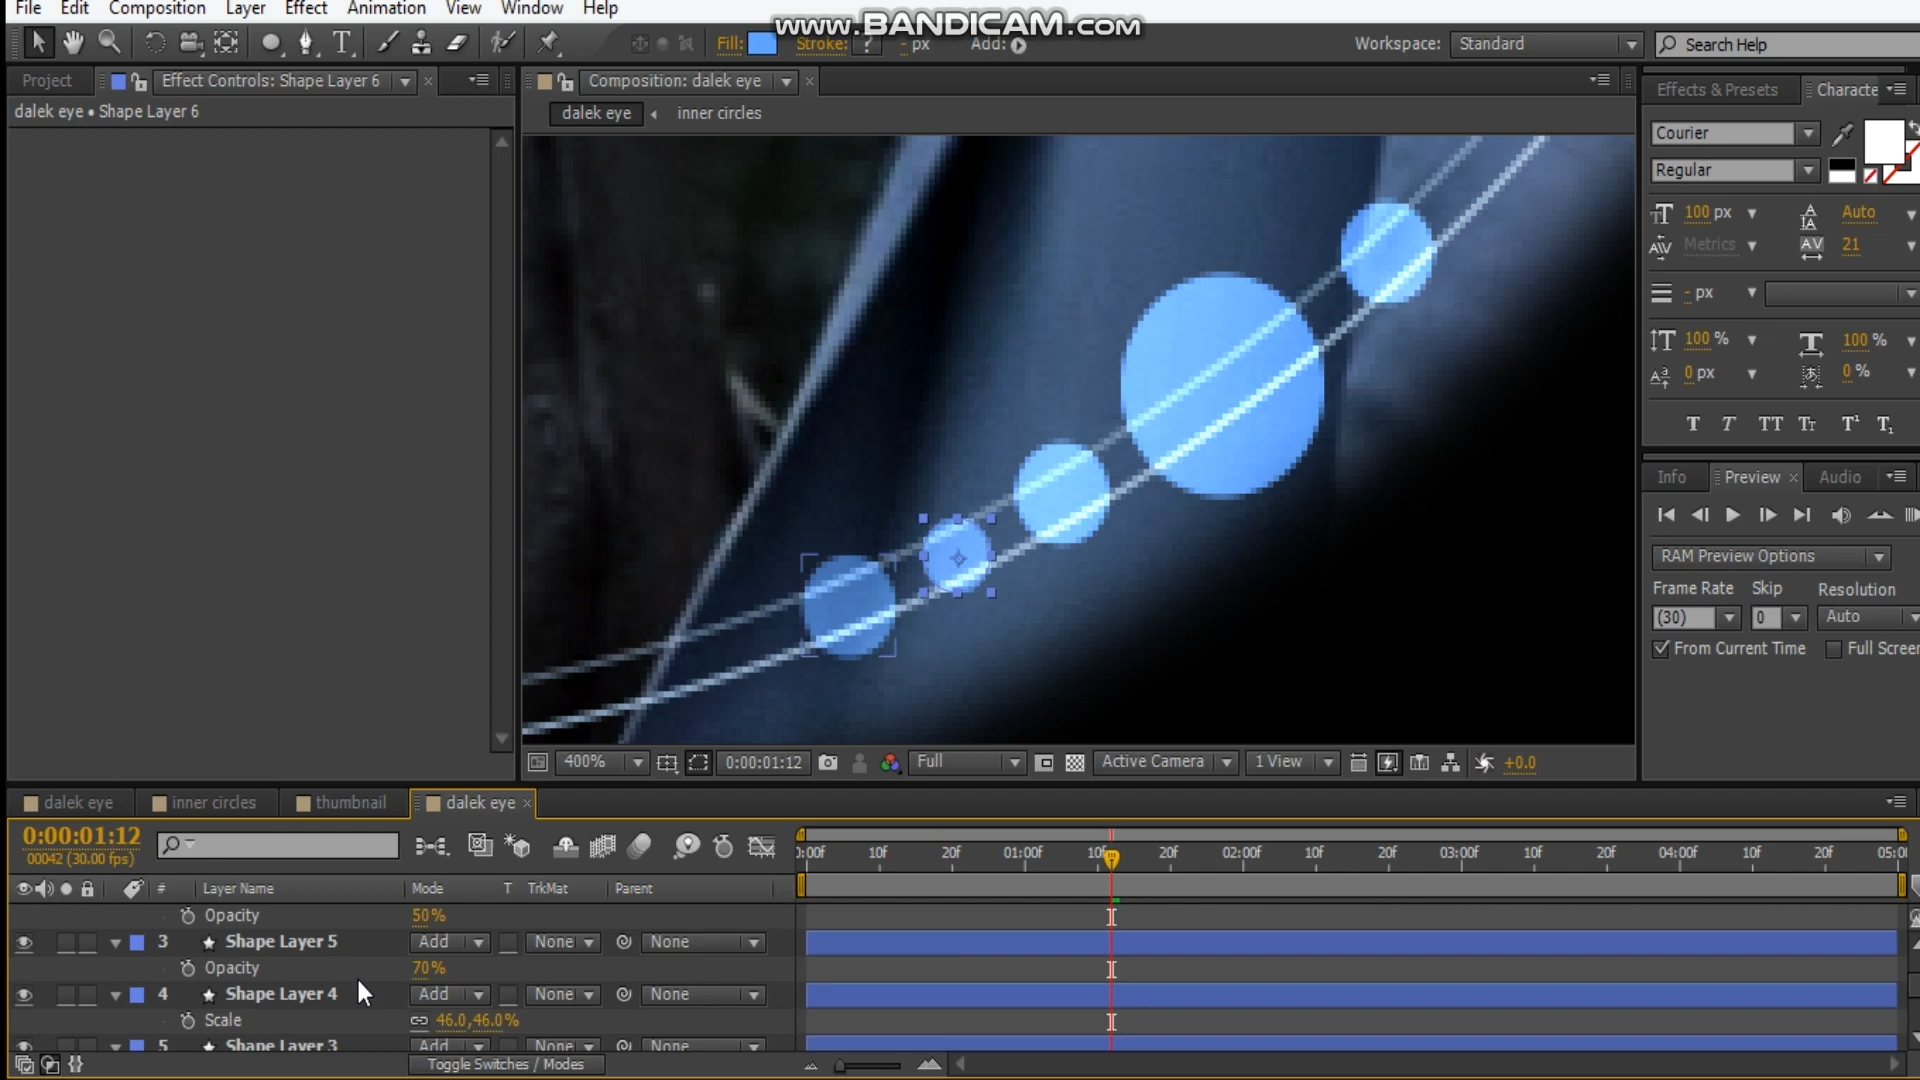 File Edit Composition Layer Effect Animation View Window Help
www.BANDICAM.com
Fill: Stroke: ? - px Add:
Workspace: Standard
Search Help
Project
Effect Controls: Shape Layer 6
Composition: dalek eye
Effects & Presets
Characte
dalek eye • Shape Layer 6
dalek eye
inner circles
Courier
Regular
100 px
Auto
Metrics
21
- px
100 %
100 %
0 px
0 %
T T TT Tr T¹ T₁
Info
Preview
Audio
RAM Preview Options
Frame Rate Skip Resolution
(30) 0 Auto
From Current Time
Full Screen
400%
0:00:01:12
Full
Active Camera
1 View
+0.0
dalek eye
inner circles
thumbnail
dalek eye
0:00:01:12
00042 (30.00 fps)
):00f 10f 20f 01:00f 10f 20f 02:00f 10f 20f 03:00f 10f 20f 04:00f 10f 20f 05:0
# Layer Name Mode T TrkMat Parent
Opacity 50%
3 Shape Layer 5 Add None None
Opacity 70%
4 Shape Layer 4 Add None None
Scale 46.0,46.0%
5 Shape Layer 3 Add None None
Toggle Switches / Modes